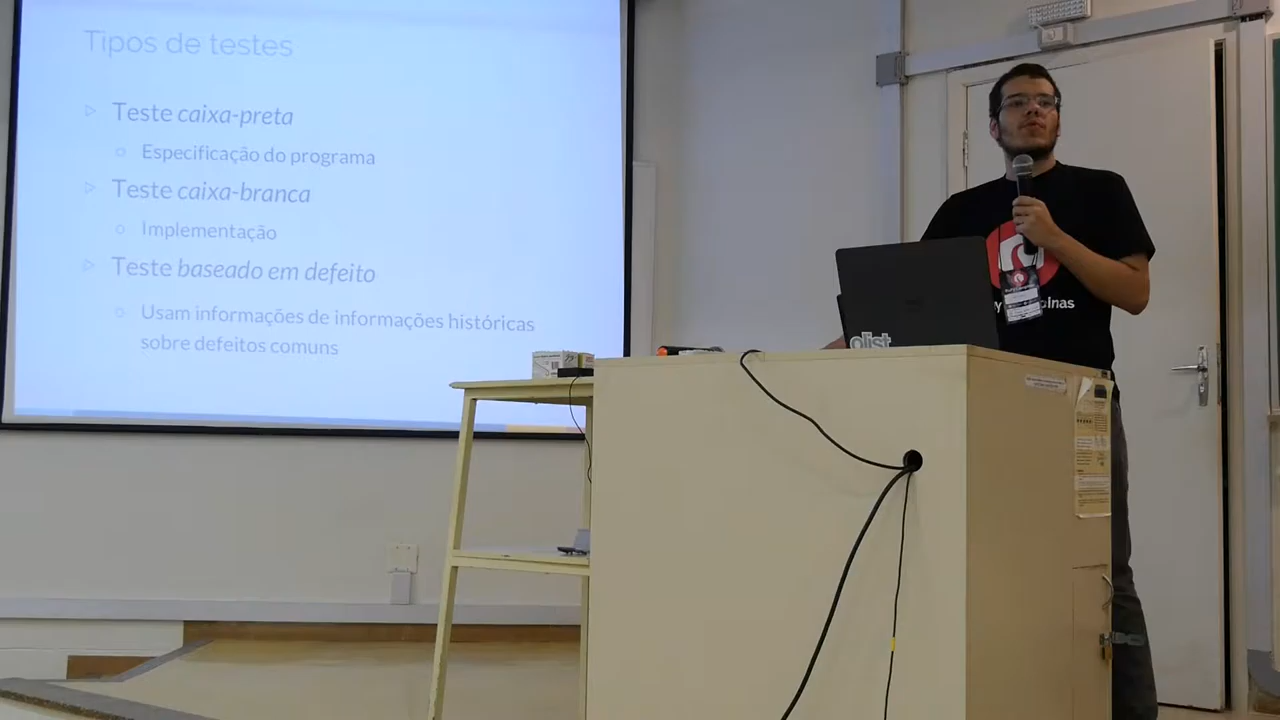 Tipos de testes
Teste caixa-preta
Especificação do programa
Teste caixa-branca
Implementação
Teste baseado em defeito
Usam informações de informações históricas
sobre defeitos comuns
olist